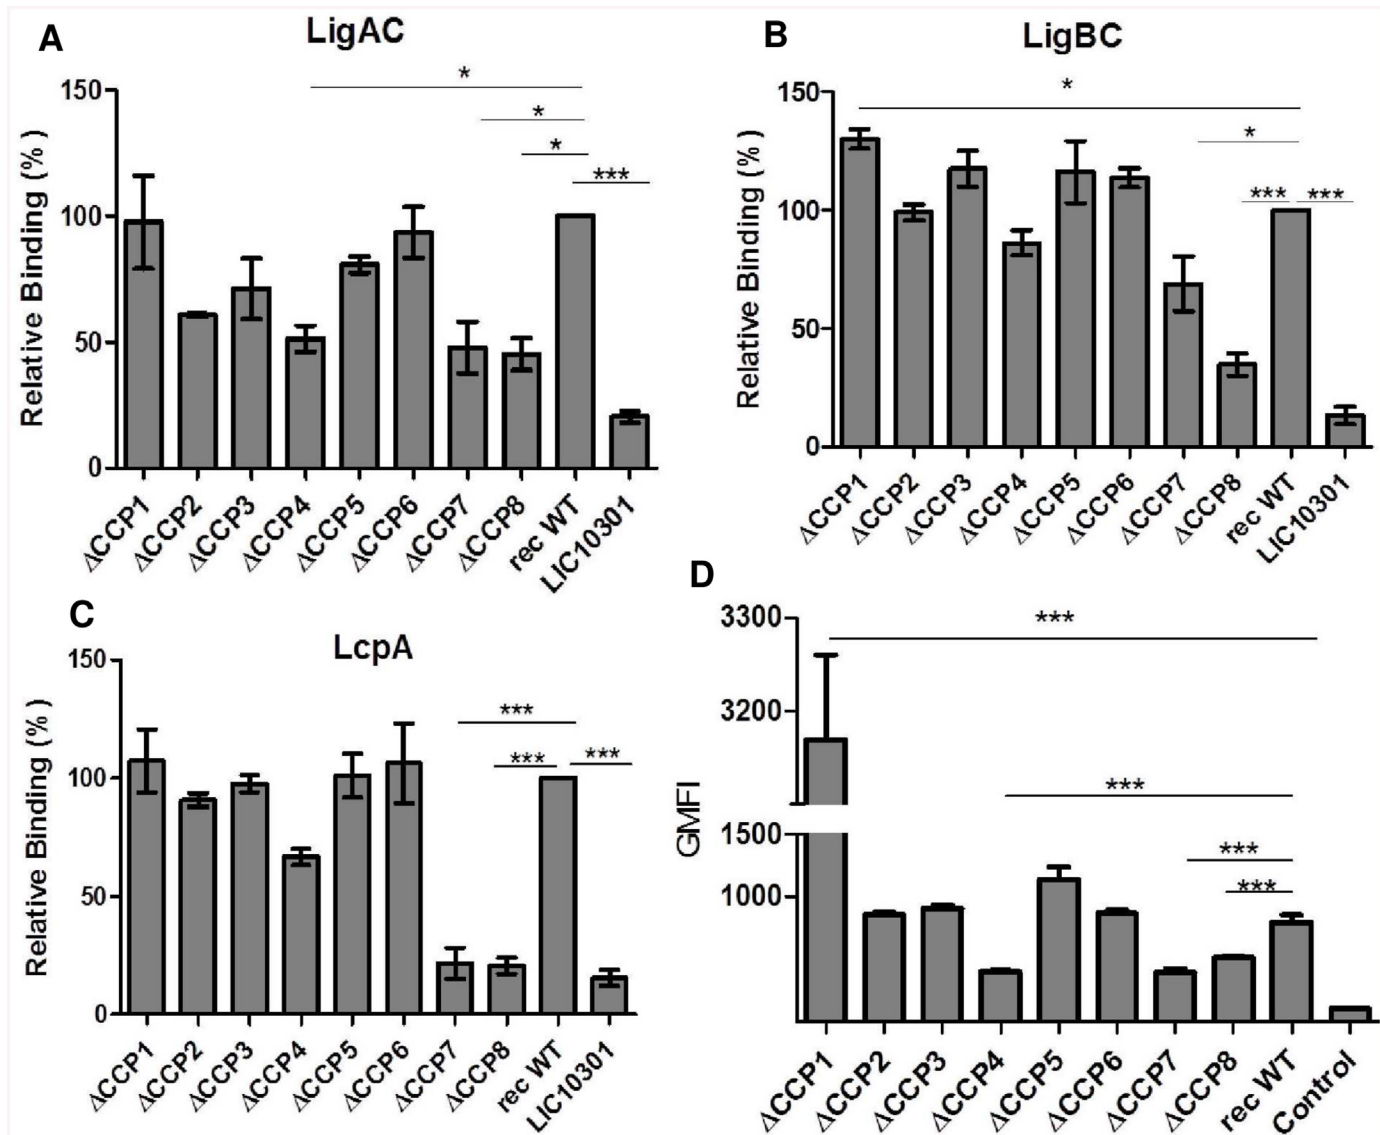 A
LigAC
Relative Binding (%)
150
100
50
0
*
*
*
***
ΔCCP1
ΔCCP2
ΔCCP3
ΔCCP4
ΔCCP5
ΔCCP6
ΔCCP7
ΔCCP8
rec WT
LIC10301
B
LigBC
Relative Binding (%)
150
100
50
0
*
*
***
***
ΔCCP1
ΔCCP2
ΔCCP3
ΔCCP4
ΔCCP5
ΔCCP6
ΔCCP7
ΔCCP8
rec WT
LIC10301
C
LcpA
Relative Binding (%)
150
100
50
0
***
***
***
ΔCCP1
ΔCCP2
ΔCCP3
ΔCCP4
ΔCCP5
ΔCCP6
ΔCCP7
ΔCCP8
rec WT
LIC10301
D
GMFI
3300
3200
1500
1000
***
***
***
***
ΔCCP1
ΔCCP2
ΔCCP3
ΔCCP4
ΔCCP5
ΔCCP6
ΔCCP7
ΔCCP8
rec WT
Control